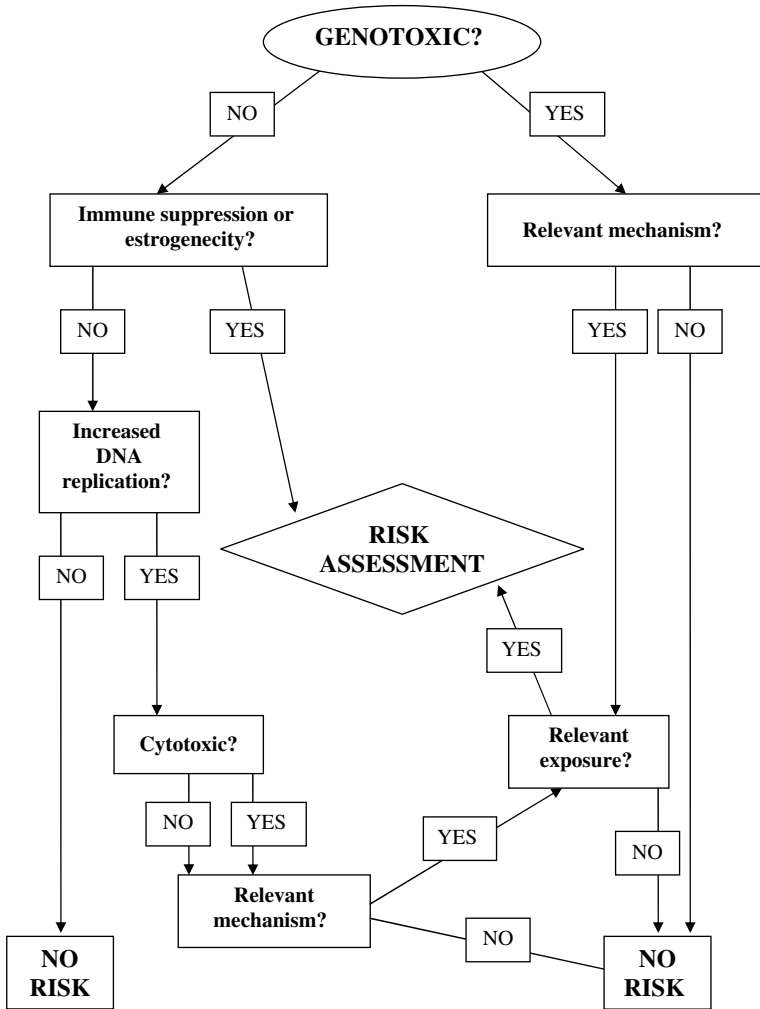 GENOTOXIC?
NO
YES
Immune suppression or
estrogenecity?
Relevant mechanism?
NO
YES
YES
NO
Increased
DNA
replication?
RISK
ASSESSMENT
NO
YES
YES
Cytotoxic?
Relevant
exposure?
NO
YES
YES
NO
Relevant
mechanism?
NO
NO
RISK
NO
RISK